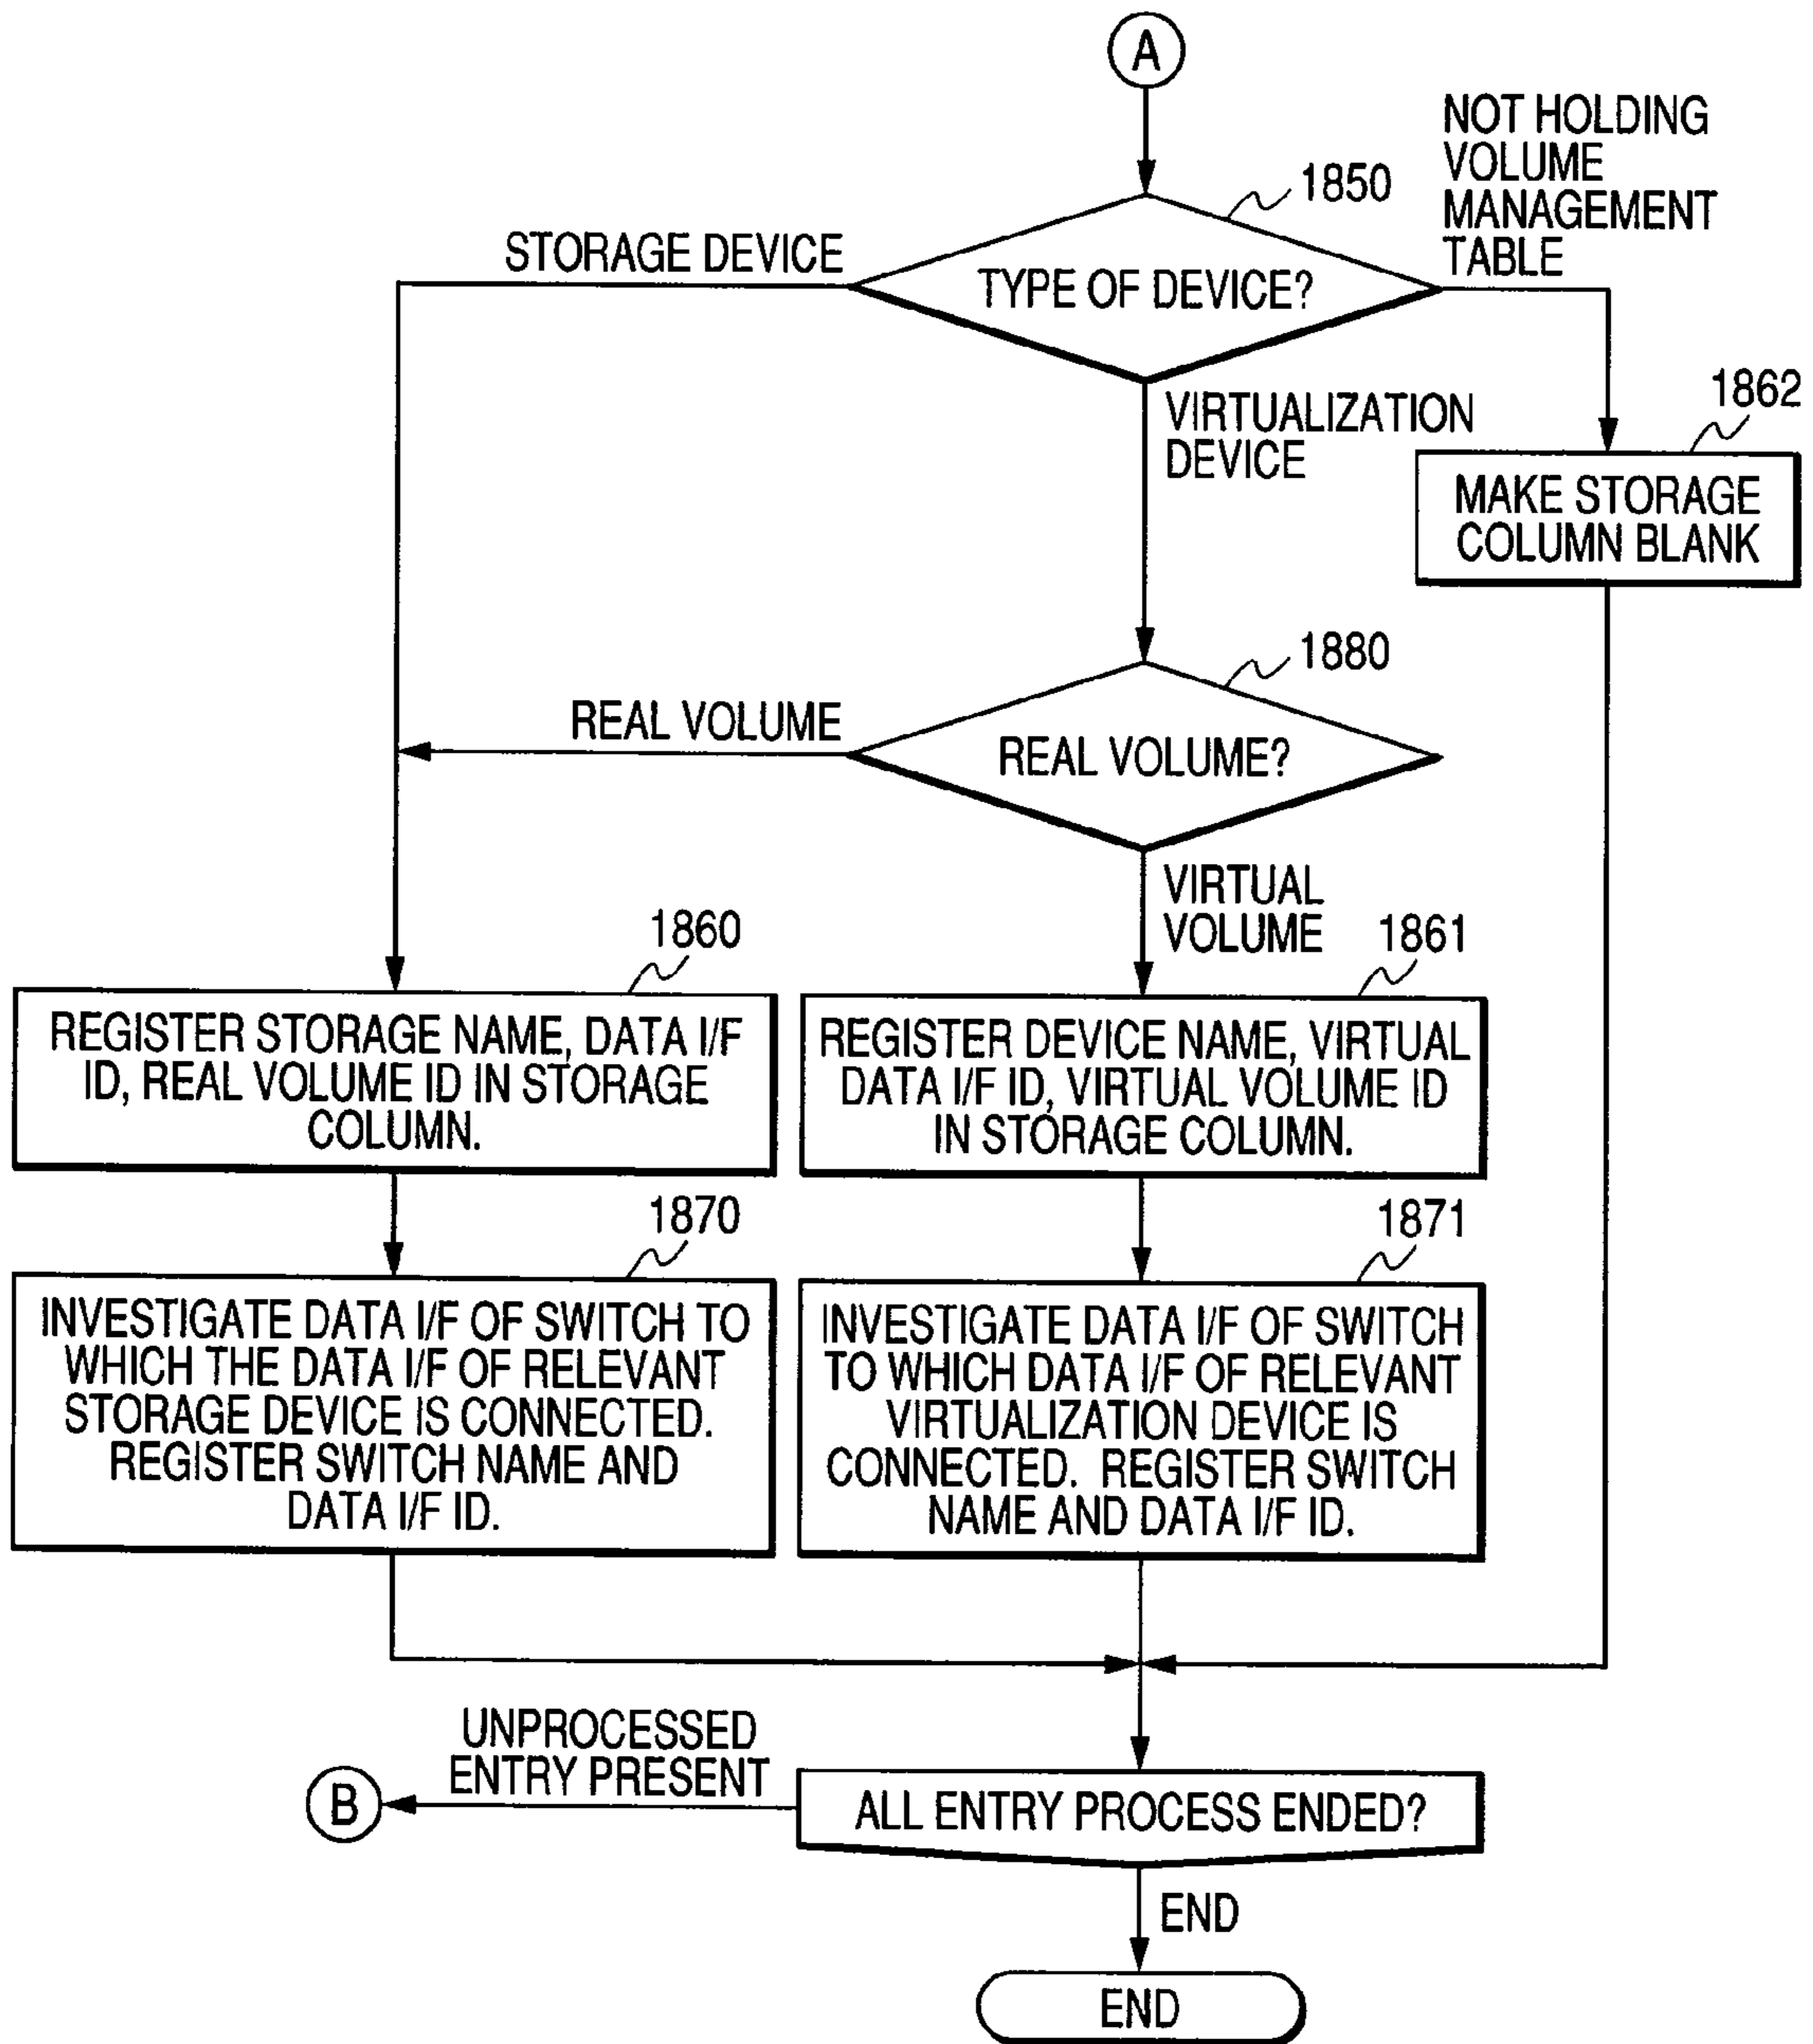 A
NOT HOLDING
VOLUME
MANAGEMENT
TABLE
1850
STORAGE DEVICE
TYPE OF DEVICE?
1862
VIRTUALIZATION
DEVICE
MAKE STORAGE
COLUMN BLANK
1880
REAL VOLUME
REAL VOLUME?
VIRTUAL
VOLUME
1860
REGISTER STORAGE NAME, DATA I/F
ID, REAL VOLUME ID IN STORAGE
COLUMN.
1861
REGISTER DEVICE NAME, VIRTUAL
DATA I/F ID, VIRTUAL VOLUME ID
IN STORAGE COLUMN.
1870
INVESTIGATE DATA I/F OF SWITCH TO
WHICH THE DATA I/F OF RELEVANT
STORAGE DEVICE IS CONNECTED.
REGISTER SWITCH NAME AND
DATA I/F ID.
1871
INVESTIGATE DATA I/F OF SWITCH
TO WHICH DATA I/F OF RELEVANT
VIRTUALIZATION DEVICE IS
CONNECTED. REGISTER SWITCH
NAME AND DATA I/F ID.
UNPROCESSED
ENTRY PRESENT
B
ALL ENTRY PROCESS ENDED?
END
END